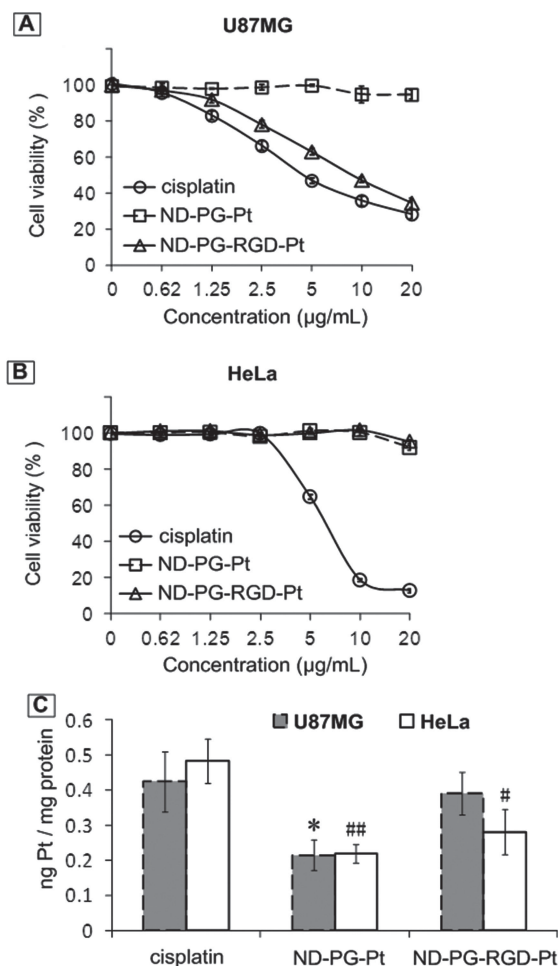 A
U87MG
Cell viability (%)
100
80
60
40
20
0
cisplatin
ND-PG-Pt
ND-PG-RGD-Pt
0 0.62 1.25 2.5 5 10 20
Concentration (µg/mL)
B
HeLa
Cell viability (%)
100
80
60
40
20
0
cisplatin
ND-PG-Pt
ND-PG-RGD-Pt
0 0.62 1.25 2.5 5 10 20
Concentration (µg/mL)
C
ng Pt / mg protein
0.6
0.5
0.4
0.3
0.2
0.1
0
U87MG HeLa
* ## #
cisplatin ND-PG-Pt ND-PG-RGD-Pt